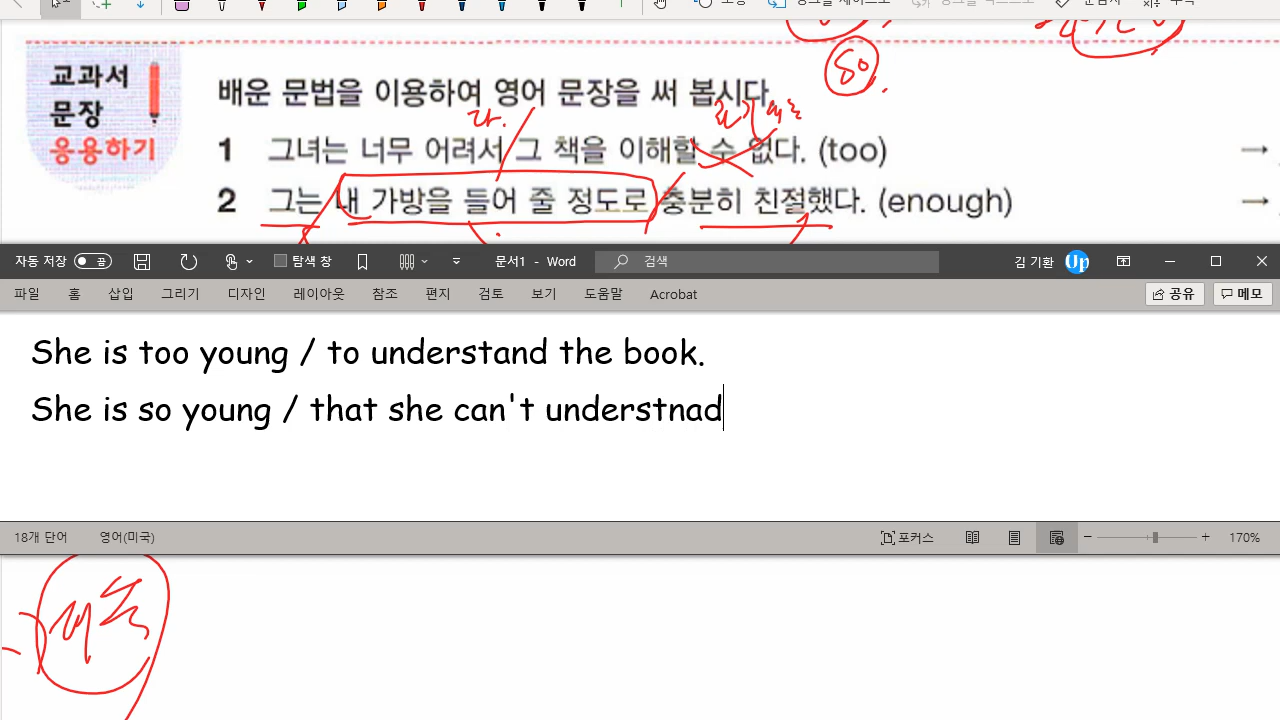 교과서
문장
응용하기
배운 문법을 이용하여 영어 문장을 써 봅시다
1 그녀는 너무 어려서 그 책을 이해할 수 없다. (too) →
2 그는 내 가방을 들어 줄 정도로 충분히 친절했다. (enough) →
자동 저장 끔 탐색 창 문서1 - Word 검색 김 기환 Up
파일 홈 삽입 그리기 디자인 레이아웃 참조 편지 검토 보기 도움말 Acrobat 공유 메모
She is too young / to understand the book.
She is so young / that she can't understnad
18개 단어 영어(미국) 포커스 170%